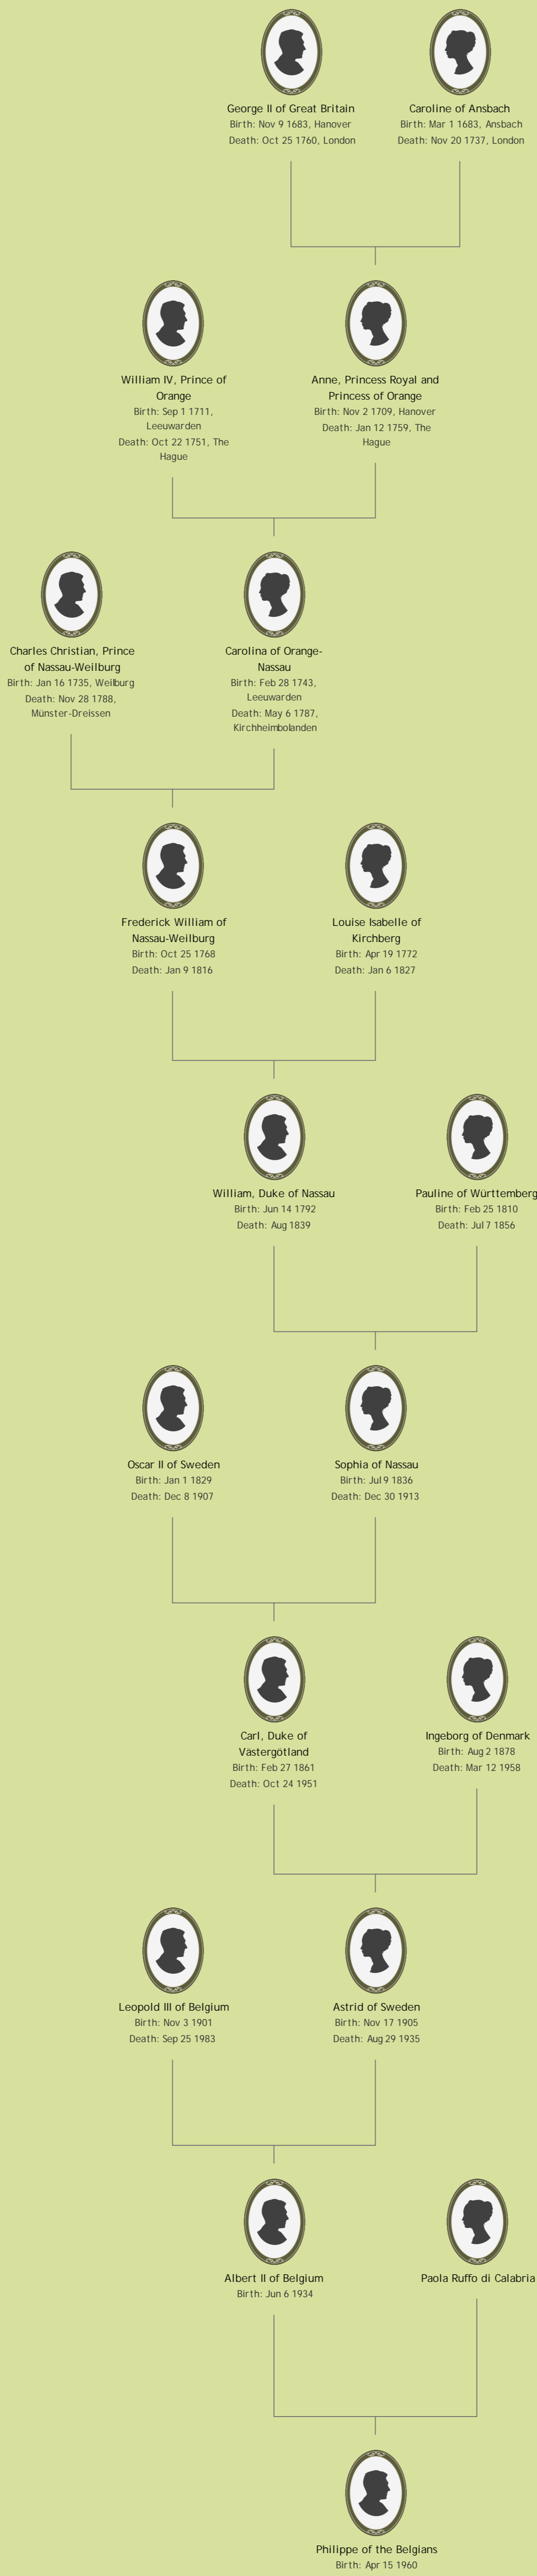 George II of Great Britain
Birth: Nov 9 1683, Hanover
Death: Oct 25 1760, London
Caroline of Ansbach
Birth: Mar 1 1683, Ansbach
Death: Nov 20 1737, London
William IV, Prince of
Orange
Birth: Sep 1 1711,
Leeuwarden
Death: Oct 22 1751, The
Hague
Anne, Princess Royal and
Princess of Orange
Birth: Nov 2 1709, Hanover
Death: Jan 12 1759, The
Hague
Charles Christian, Prince
of Nassau-Weilburg
Birth: Jan 16 1735, Weilburg
Death: Nov 28 1788,
Münster-Dreissen
Carolina of Orange-
Nassau
Birth: Feb 28 1743,
Leeuwarden
Death: May 6 1787,
Kirchheimbolanden
Frederick William of
Nassau-Weilburg
Birth: Oct 25 1768
Death: Jan 9 1816
Louise Isabelle of
Kirchberg
Birth: Apr 19 1772
Death: Jan 6 1827
William, Duke of Nassau
Birth: Jun 14 1792
Death: Aug 1839
Pauline of Württemberg
Birth: Feb 25 1810
Death: Jul 7 1856
Oscar II of Sweden
Birth: Jan 1 1829
Death: Dec 8 1907
Sophia of Nassau
Birth: Jul 9 1836
Death: Dec 30 1913
Carl, Duke of
Västergötland
Birth: Feb 27 1861
Death: Oct 24 1951
Ingeborg of Denmark
Birth: Aug 2 1878
Death: Mar 12 1958
Leopold III of Belgium
Birth: Nov 3 1901
Death: Sep 25 1983
Astrid of Sweden
Birth: Nov 17 1905
Death: Aug 29 1935
Albert II of Belgium
Birth: Jun 6 1934
Paola Ruffo di Calabria
Philippe of the Belgians
Birth: Apr 15 1960